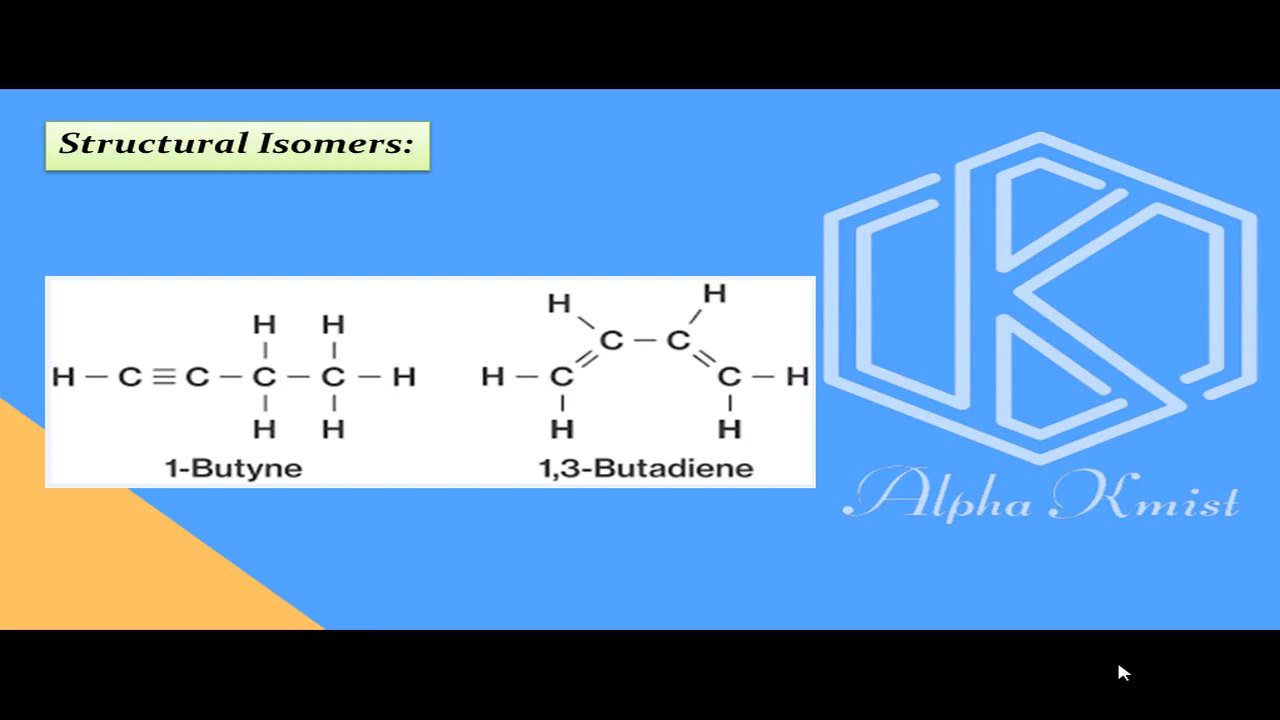 Structural Isomers:
H H
H – C ≡ C – C – C – H
H H
1-Butyne
H H
C – C
H – C C – H
H H
1,3-Butadiene
Alpha Kmist